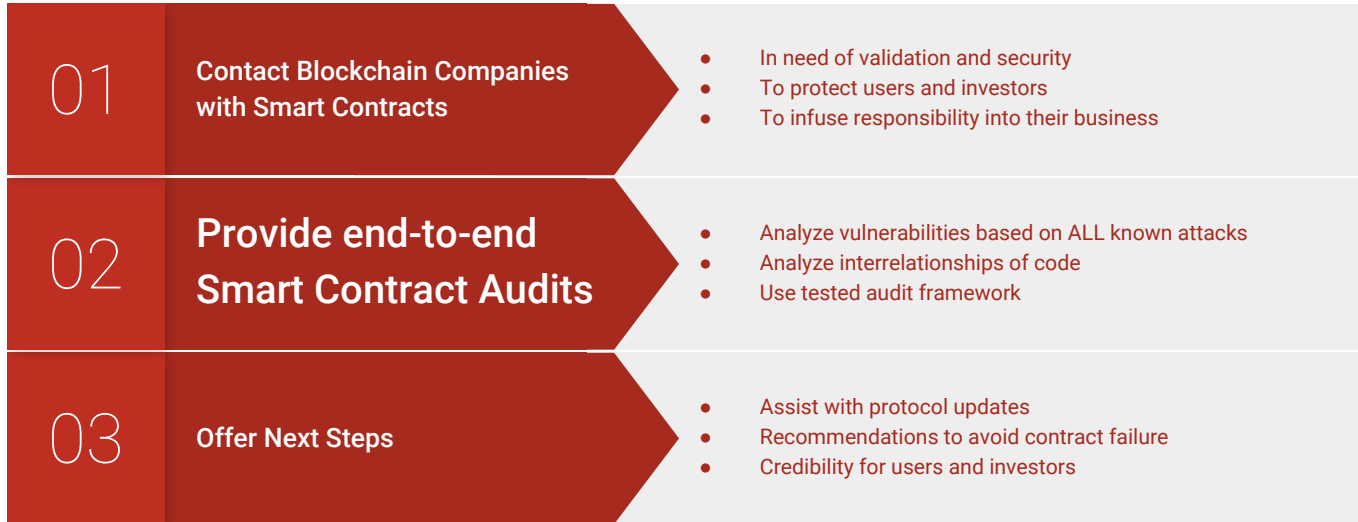 01
Contact Blockchain Companies
with Smart Contracts
● In need of validation and security
● To protect users and investors
● To infuse responsibility into their business
02
Provide end-to-end
Smart Contract Audits
● Analyze vulnerabilities based on ALL known attacks
● Analyze interrelationships of code
● Use tested audit framework
03
Offer Next Steps
● Assist with protocol updates
● Recommendations to avoid contract failure
● Credibility for users and investors